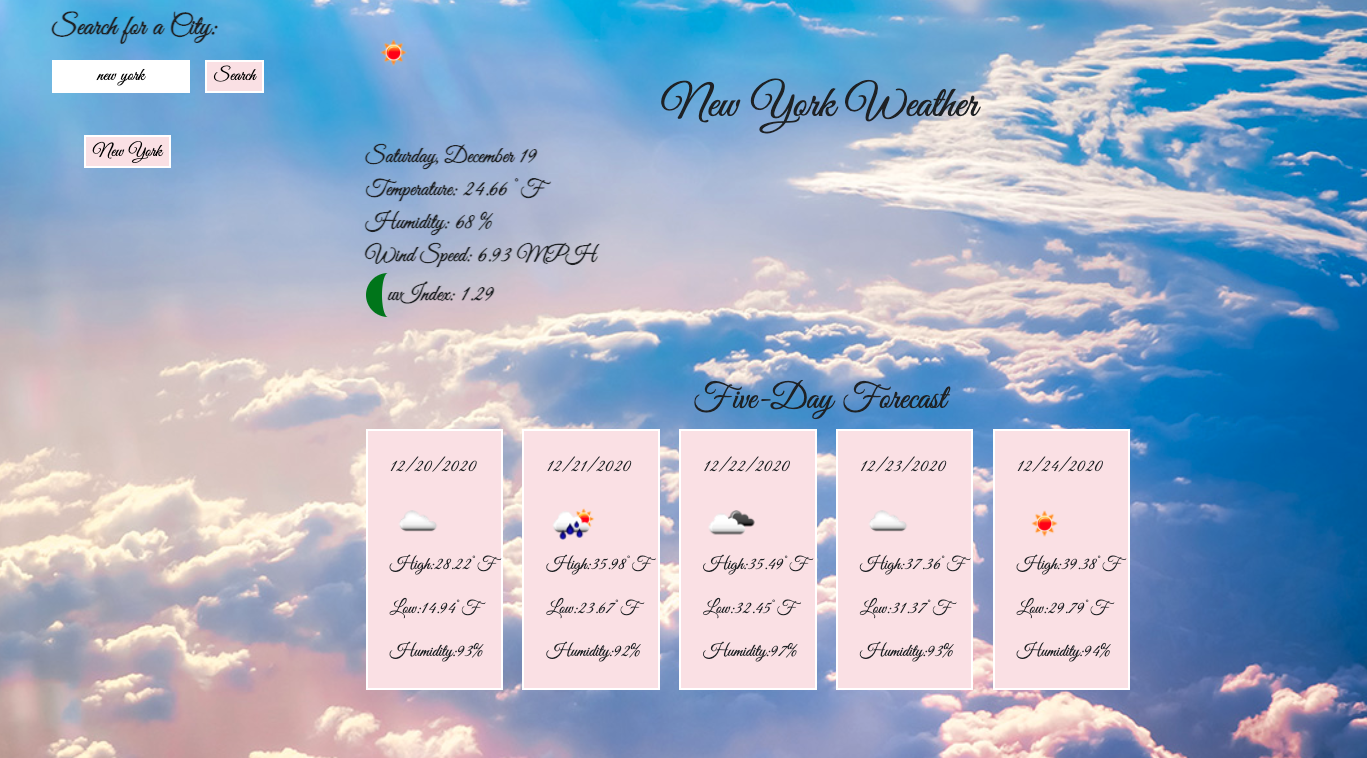 Search for a City:
new york
Search
New York
New York Weather
Saturday, December 19
Temperature: 24.66 °F
Humidity: 68 %
Wind Speed: 6.93 MPH
uvIndex: 1.29
Five-Day Forecast
12/20/2020
High:28.22°F
Low:14.94°F
Humidity:93%
12/21/2020
High:35.98°F
Low:23.67°F
Humidity:92%
12/22/2020
High:35.49°F
Low:32.45°F
Humidity:97%
12/23/2020
High:37.36°F
Low:31.37°F
Humidity:93%
12/24/2020
High:39.38°F
Low:29.79°F
Humidity:94%